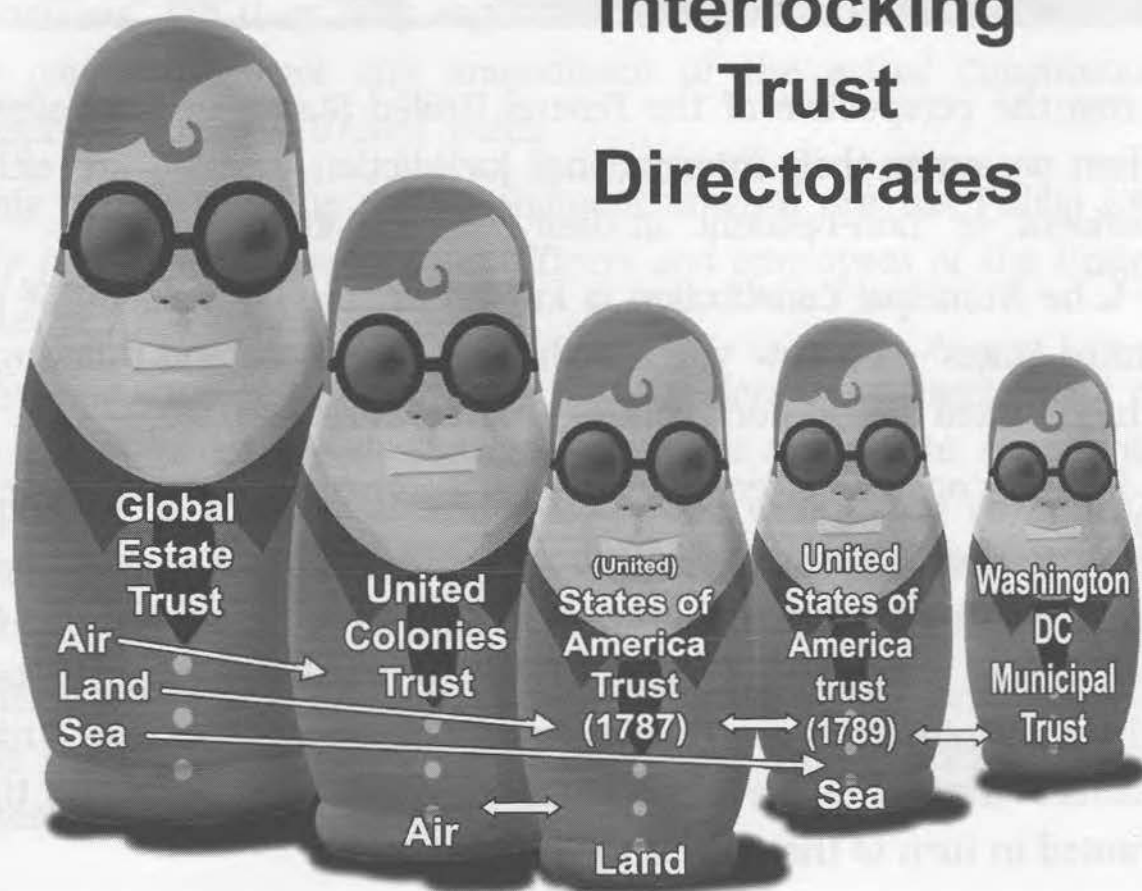 Interlocking
Trust
Directorates
Global
Estate
Trust
Air
Land
Sea
United
Colonies
Trust
Air
(United)
States of
America
Trust
(1787)
Land
United
States of
America
trust
(1789)
Sea
Washington
DC
Municipal
Trust